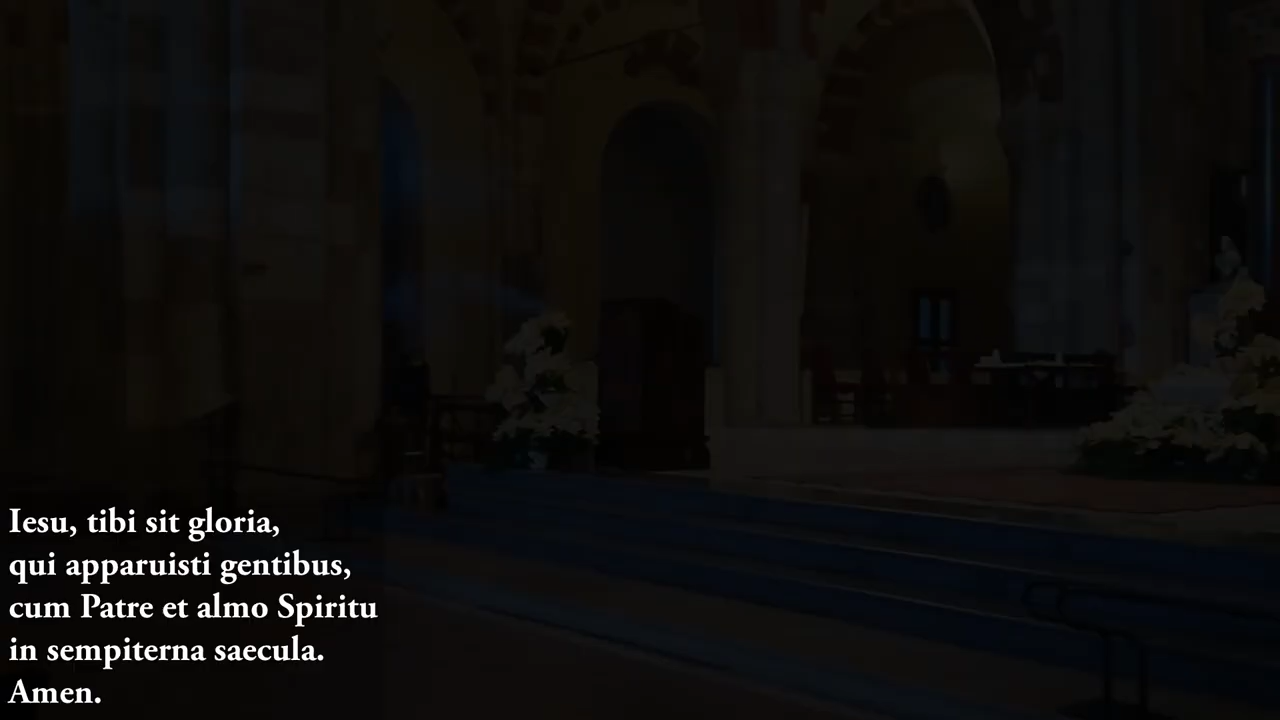 Iesu, tibi sit gloria,
qui apparuisti gentibus,
cum Patre et almo Spiritu
in sempiterna saecula.
Amen.